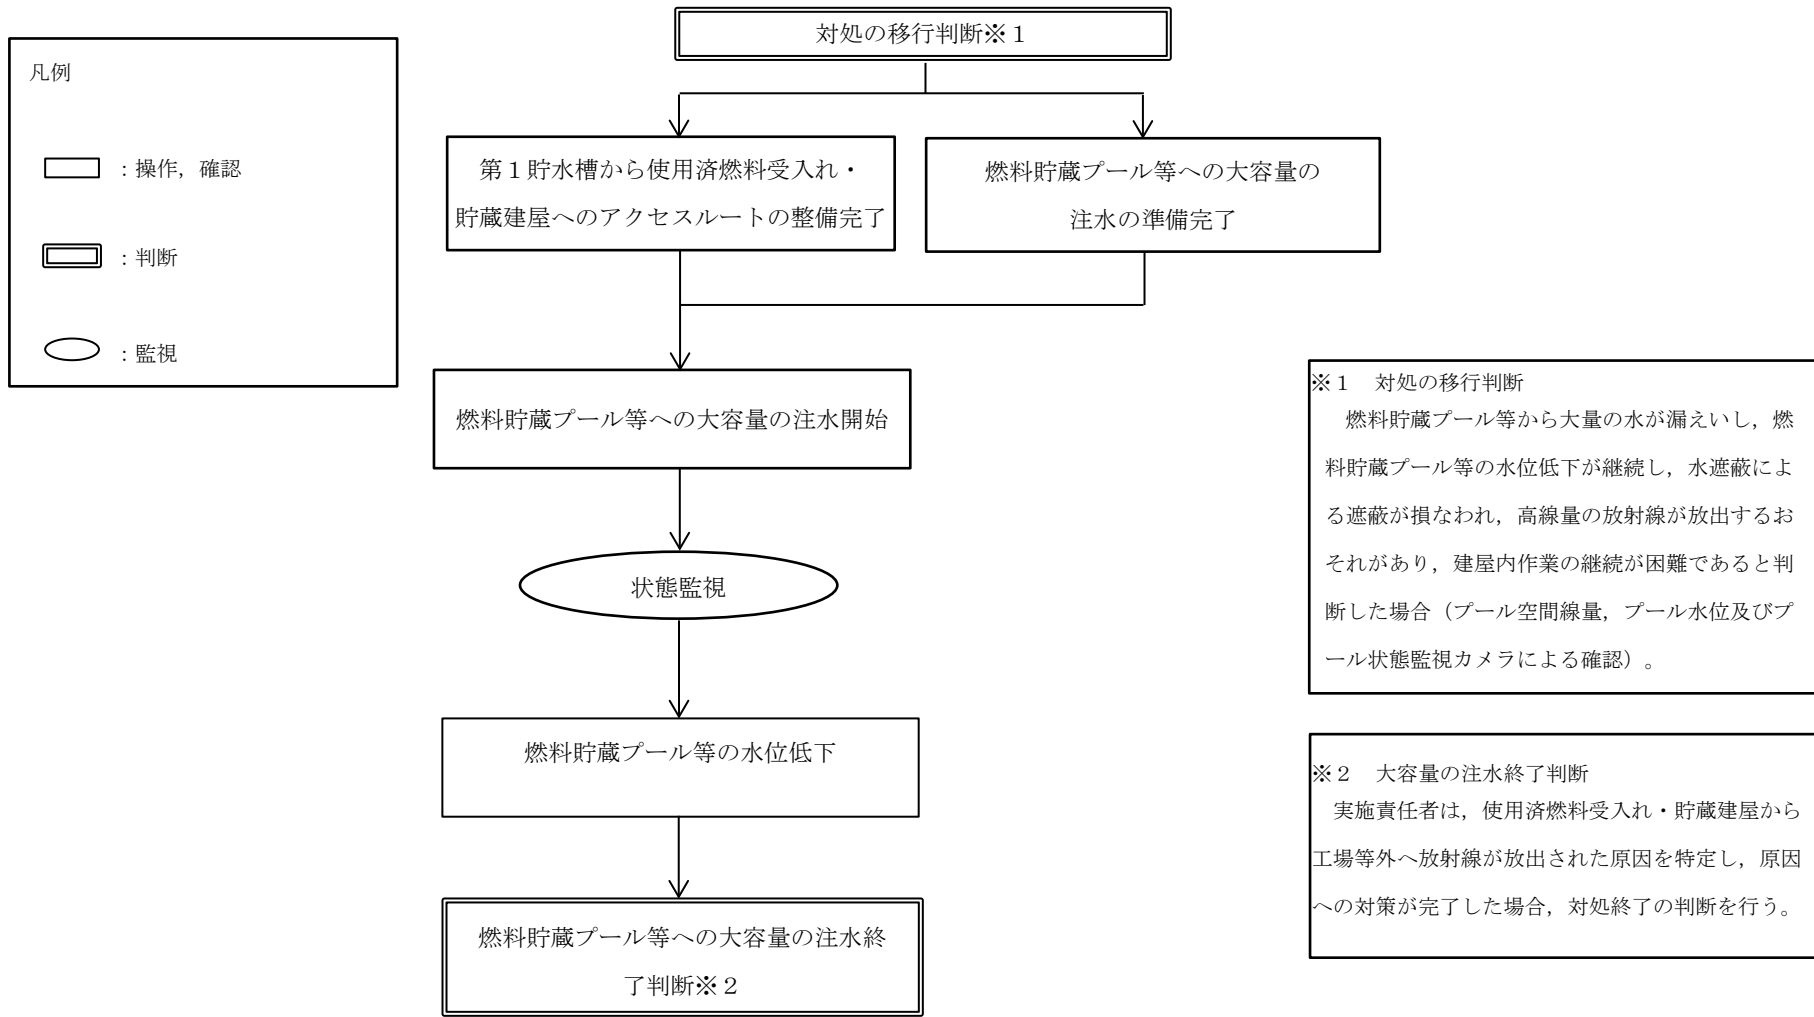 対処の移行判断※1
凡例
：操作，確認
：判断
：監視
第1貯水槽から使用済燃料受入れ・
貯蔵建屋へのアクセスルートの整備完了
燃料貯蔵プール等への大容量の
注水の準備完了
燃料貯蔵プール等への大容量の注水開始
状態監視
燃料貯蔵プール等の水位低下
燃料貯蔵プール等への大容量の注水終
了判断※2
※1　対処の移行判断
燃料貯蔵プール等から大量の水が漏えいし，燃
料貯蔵プール等の水位低下が継続し，水遮蔽によ
る遮蔽が損なわれ，高線量の放射線が放出するお
それがあり，建屋内作業の継続が困難であると判
断した場合（プール空間線量，プール水位及びプ
ール状態監視カメラによる確認）。
※2　大容量の注水終了判断
実施責任者は，使用済燃料受入れ・貯蔵建屋から
工場等外へ放射線が放出された原因を特定し，原因
への対策が完了した場合，対処終了の判断を行う。